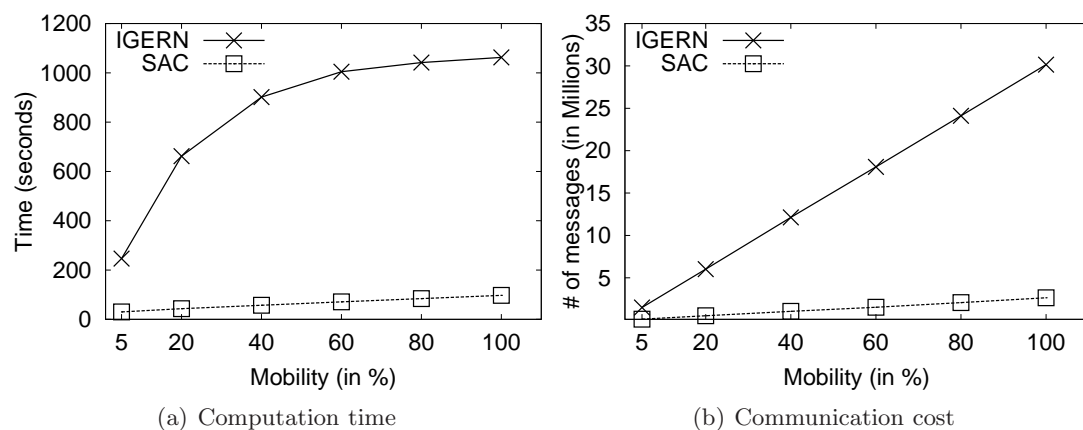 1200
1000
800
600
400
200
0
Time (seconds)
IGERN
SAC
5 20 40 60 80 100
Mobility (in %)
(a) Computation time
35
30
25
20
15
10
5
# of messages (in Millions)
IGERN
SAC
5 20 40 60 80 100
Mobility (in %)
(b) Communication cost